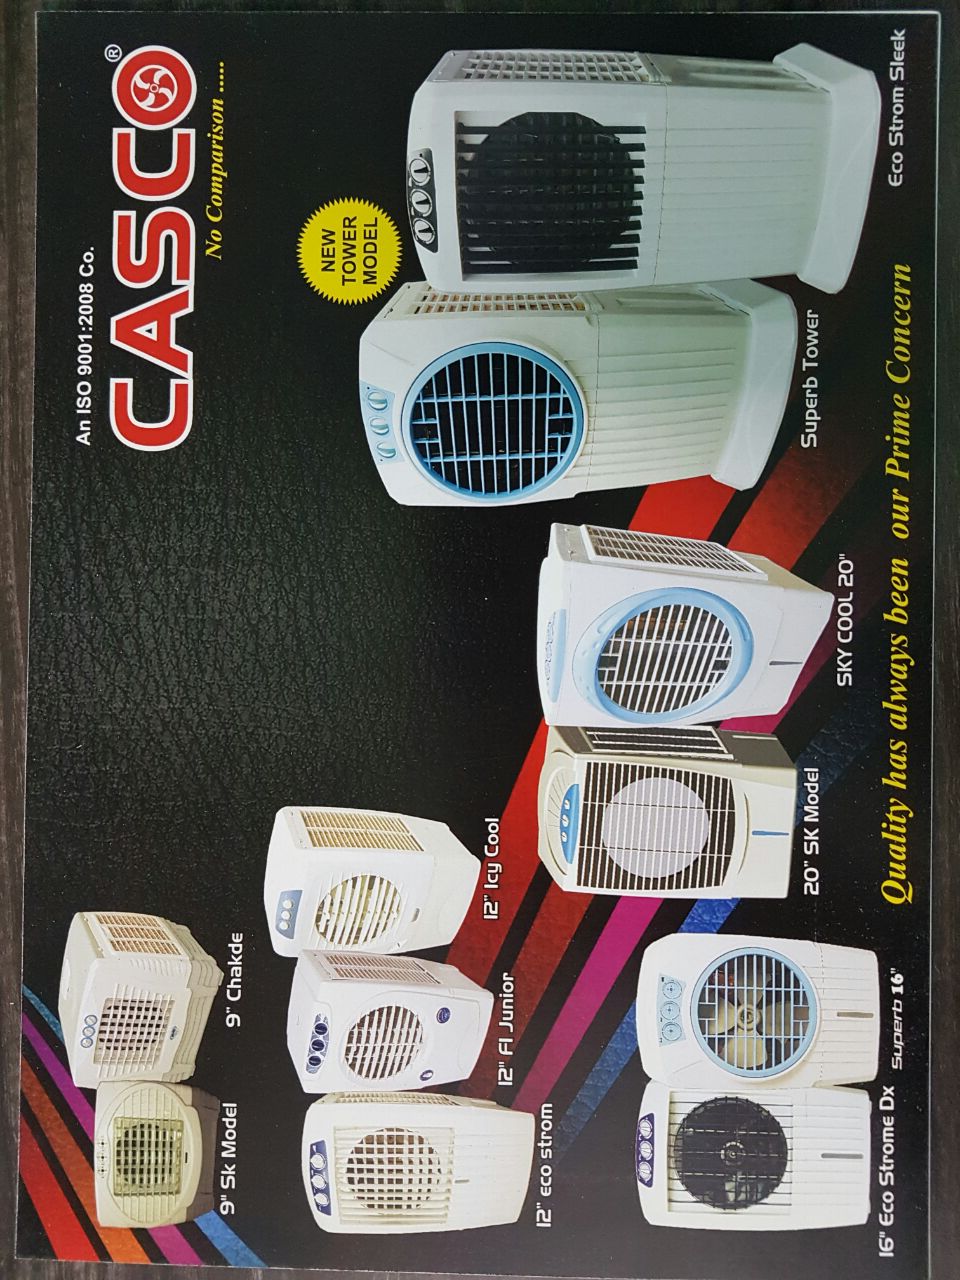 An ISO 9001:2008 Co.
CASCO®
No Comparison .....
NEW
TOWER
MODEL
9" Chakde
9" Sk Model
12" Icy Cool
12" FI Junior
12" eco strom
Eco Strom Sleek
Superb Tower
SKY COOL 20"
20" SK Model
Superb 16"
16" Eco Strome Dx
Quality has always been our Prime Concern